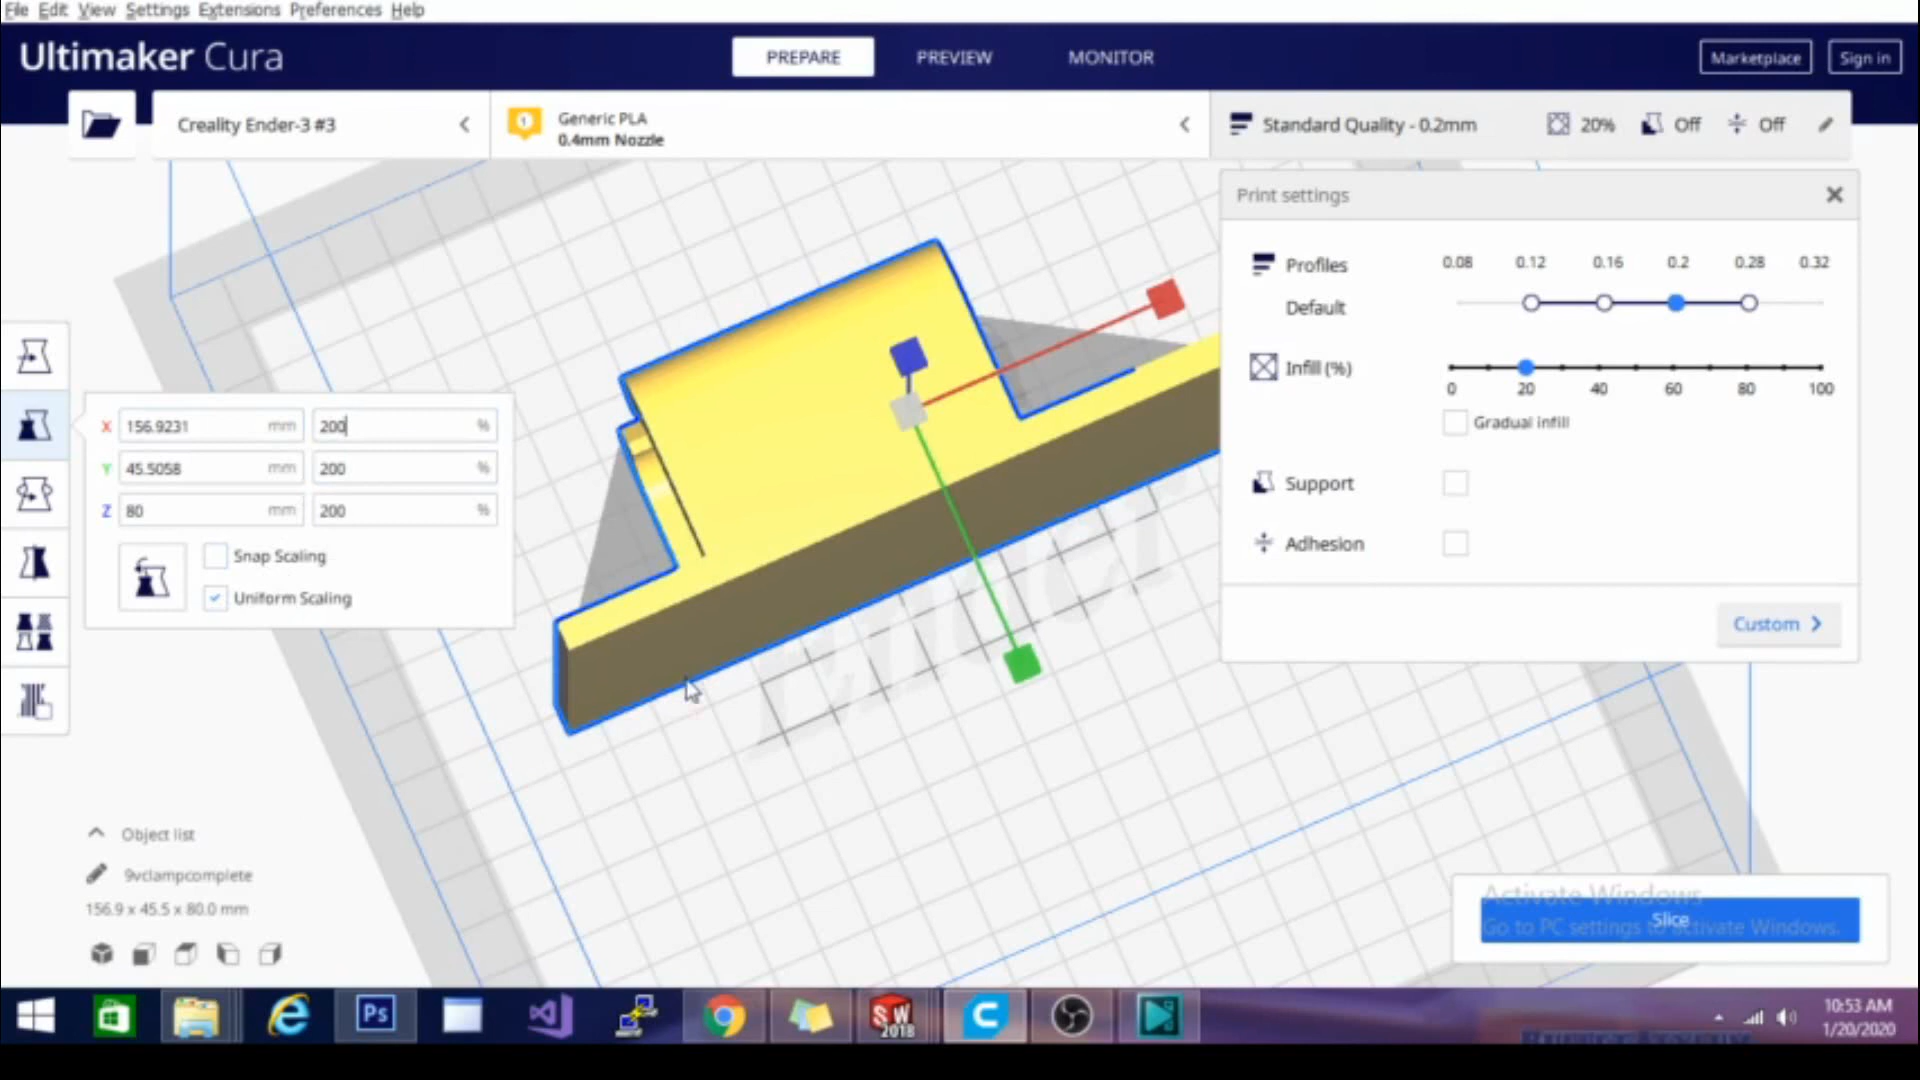 File Edit View Settings Extensions Preferences Help
Ultimaker Cura
PREPARE
PREVIEW
MONITOR
Marketplace
Sign in
Creality Ender-3 #3
1
Generic PLA
0.4mm Nozzle
Standard Quality - 0.2mm
20%
Off
Off
Print settings
Profiles
0.08 0.12 0.16 0.2 0.28 0.32
Default
Infill (%)
0 20 40 60 80 100
Gradual infill
Support
Adhesion
Custom
X 156.9231 mm 200 %
Y 45.5058 mm 200 %
Z 80 mm 200 %
Snap Scaling
Uniform Scaling
Ender
Object list
9vclampcomplete
156.9 x 45.5 x 80.0 mm
Activate Windows
Slice
Go to PC settings to activate Windows.
Ps
SW
2018
C
10:53 AM
1/20/2020